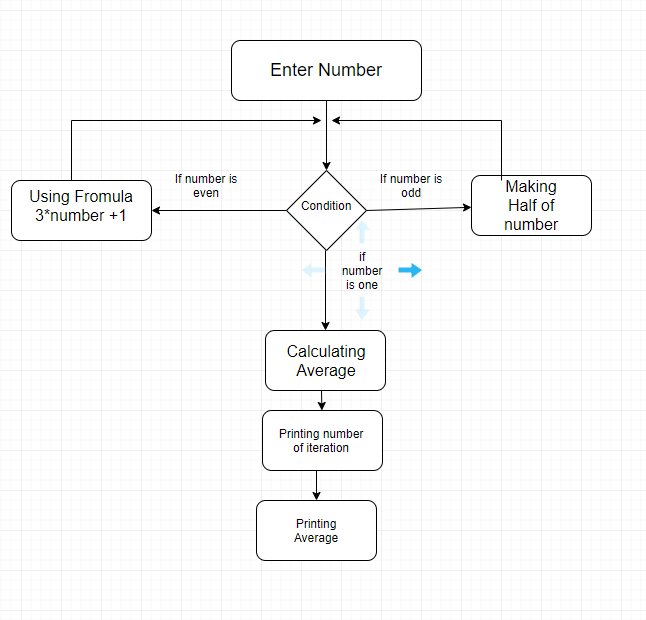 Enter Number
If number is
even
If number is
odd
Using Fromula
3*number +1
Condition
Making
Half of
number
if
number
is one
Calculating
Average
Printing number
of iteration
Printing
Average